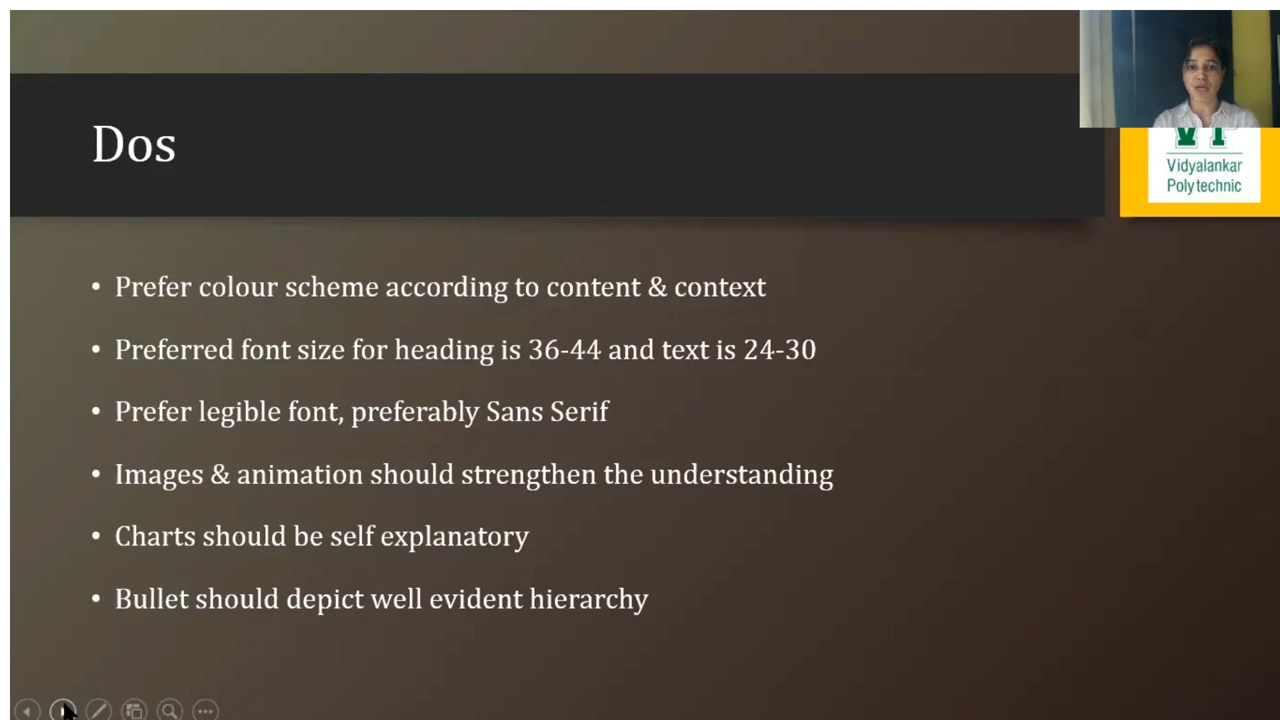 Dos
Vidyalankar
Polytechnic
• Prefer colour scheme according to content & context
• Preferred font size for heading is 36-44 and text is 24-30
• Prefer legible font, preferably Sans Serif
• Images & animation should strengthen the understanding
• Charts should be self explanatory
• Bullet should depict well evident hierarchy